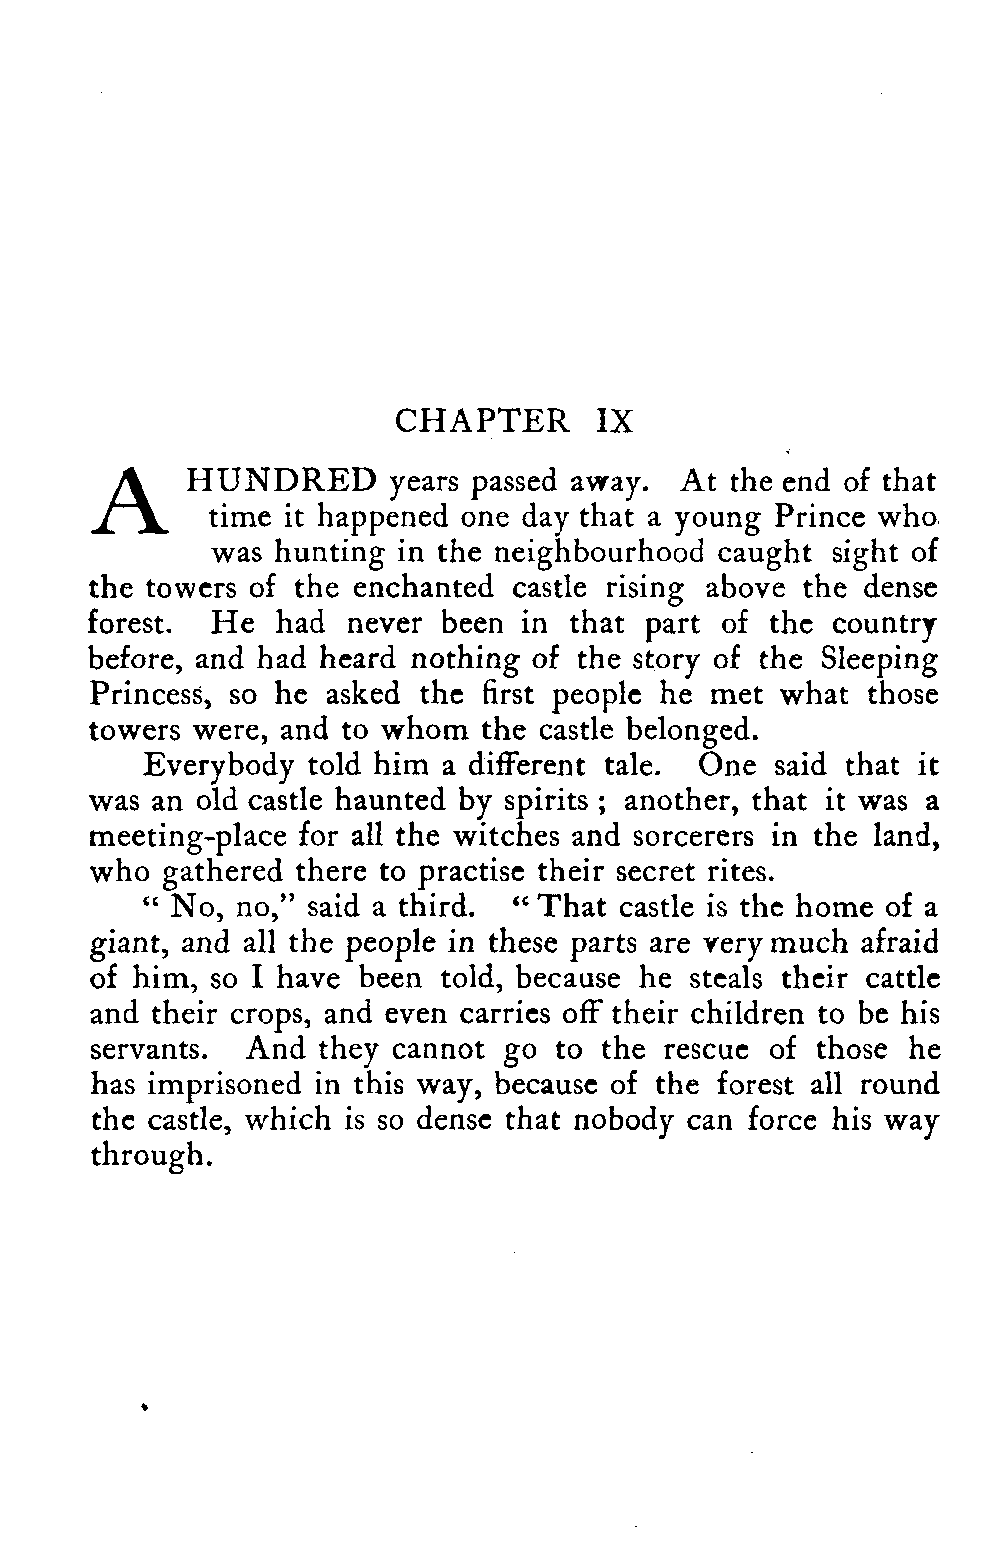 CHAPTER IX
A HUNDRED years passed away. At the end of that
time it happened one day that a young Prince who
was hunting in the neighbourhood caught sight of
the towers of the enchanted castle rising above the dense
forest. He had never been in that part of the country
before, and had heard nothing of the story of the Sleeping
Princess, so he asked the first people he met what those
towers were, and to whom the castle belonged.
Everybody told him a different tale. One said that it
was an old castle haunted by spirits ; another, that it was a
meeting-place for all the witches and sorcerers in the land,
who gathered there to practise their secret rites.
“ No, no,” said a third. “ That castle is the home of a
giant, and all the people in these parts are very much afraid
of him, so I have been told, because he steals their cattle
and their crops, and even carries off their children to be his
servants. And they cannot go to the rescue of those he
has imprisoned in this way, because of the forest all round
the castle, which is so dense that nobody can force his way
through.